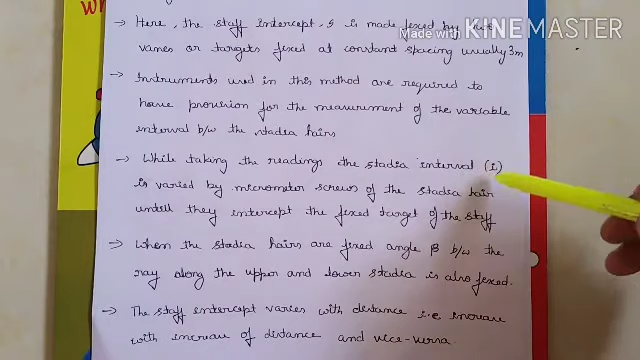 Wh
Made with KINEMASTER
→ Here, the staff intercept, S is made fixed by
vanes or targets fixed at constant spacing usually 3m
→ Instruments used in this method are required to
have provision for the measurement of the variable
interval b/w the stadia hairs
→ While taking the readings the stadia interval (i)
is varied by micrometer screws of the stadia hair
untell they intercept the fixed target of the staff
→ When the stadia hairs are fixed angle β b/w the
ray along the upper and lower stadia is also fixed.
→ The staff intercept varies with distance i.e increase
with increase of distance and vice-versa.